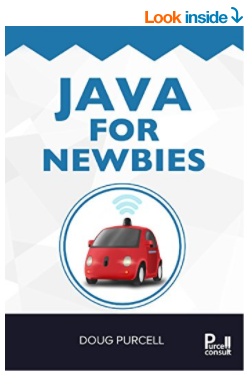 Look inside
JAVA
FOR
NEWBIES
DOUG PURCELL
Purcell
consult